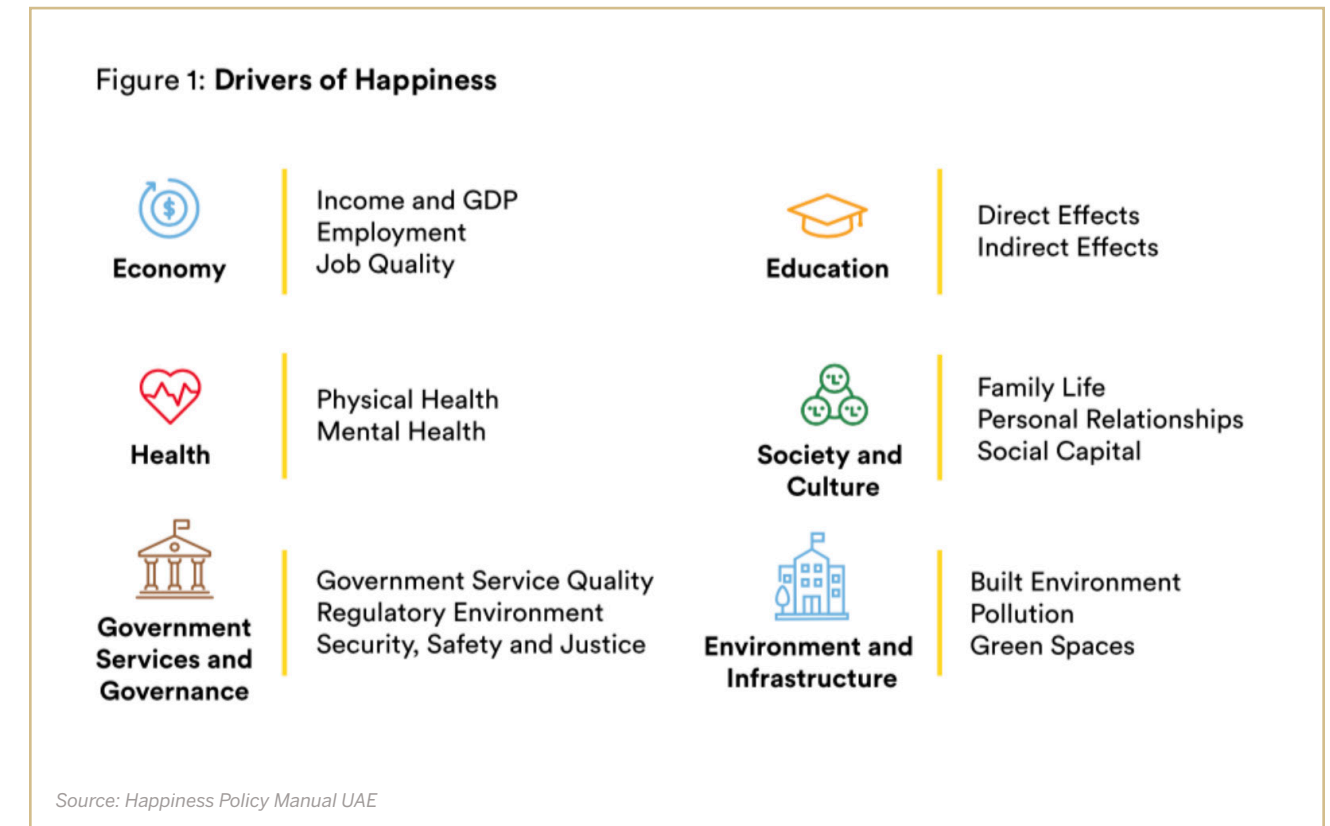 Figure 1: Drivers of Happiness
Economy
Income and GDP
Employment
Job Quality
Education
Direct Effects
Indirect Effects
Health
Physical Health
Mental Health
Society and
Culture
Family Life
Personal Relationships
Social Capital
Government
Services and
Governance
Government Service Quality
Regulatory Environment
Security, Safety and Justice
Environment and
Infrastructure
Built Environment
Pollution
Green Spaces
Source: Happiness Policy Manual UAE